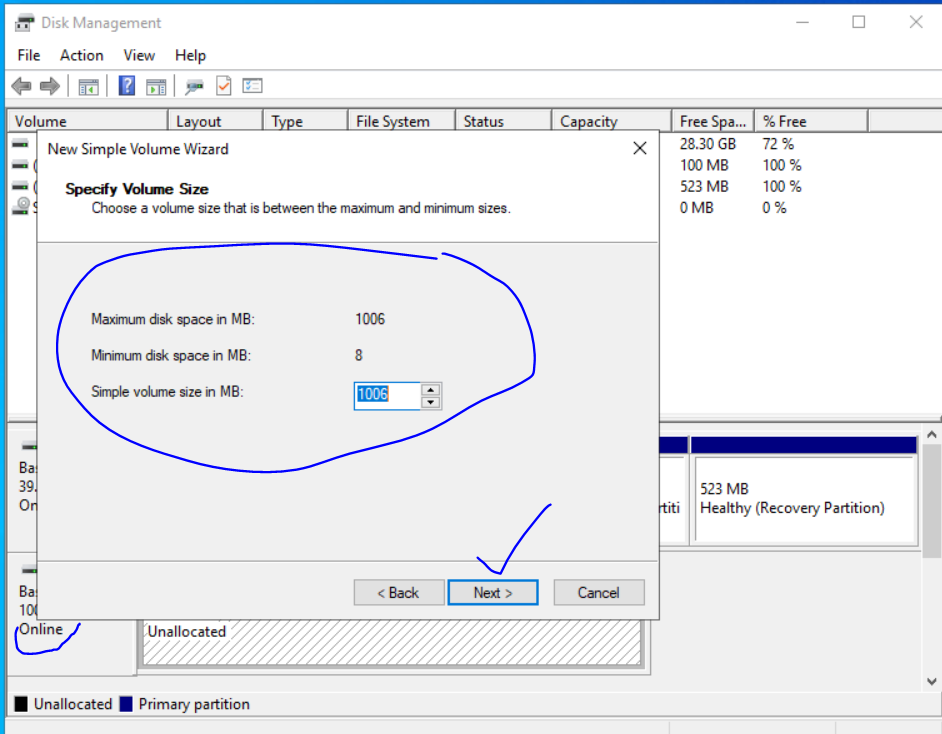 Disk Management
File Action View Help
Volume Layout Type File System Status Capacity Free Spa... % Free
28.30 GB 72 %
( 100 MB 100 %
( 523 MB 100 %
S 0 MB 0 %
New Simple Volume Wizard
Specify Volume Size
Choose a volume size that is between the maximum and minimum sizes.
Maximum disk space in MB: 1006
Minimum disk space in MB: 8
Simple volume size in MB: 1006
< Back Next > Cancel
Ba
39.
On
rtiti
523 MB
Healthy (Recovery Partition)
Ba
100
Online
Unallocated
Unallocated Primary partition